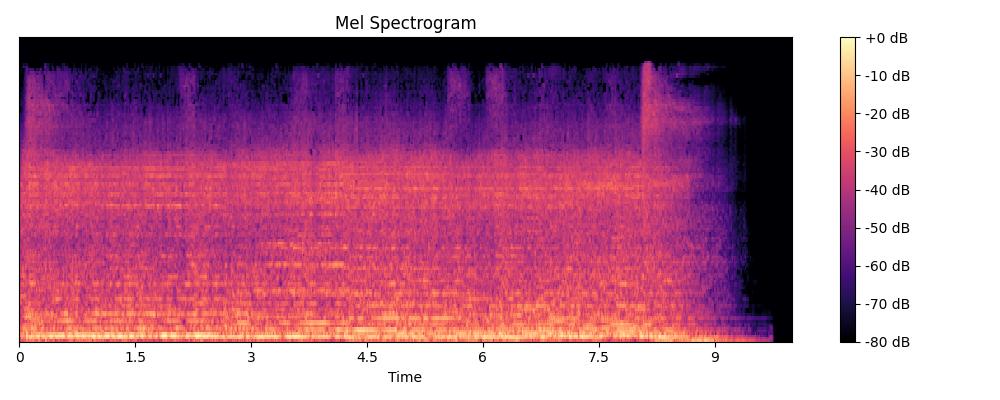 Mel Spectrogram
+0 dB
-10 dB
-20 dB
-30 dB
-40 dB
-50 dB
-60 dB
-70 dB
-80 dB
0 1.5 3 4.5 6 7.5 9
Time